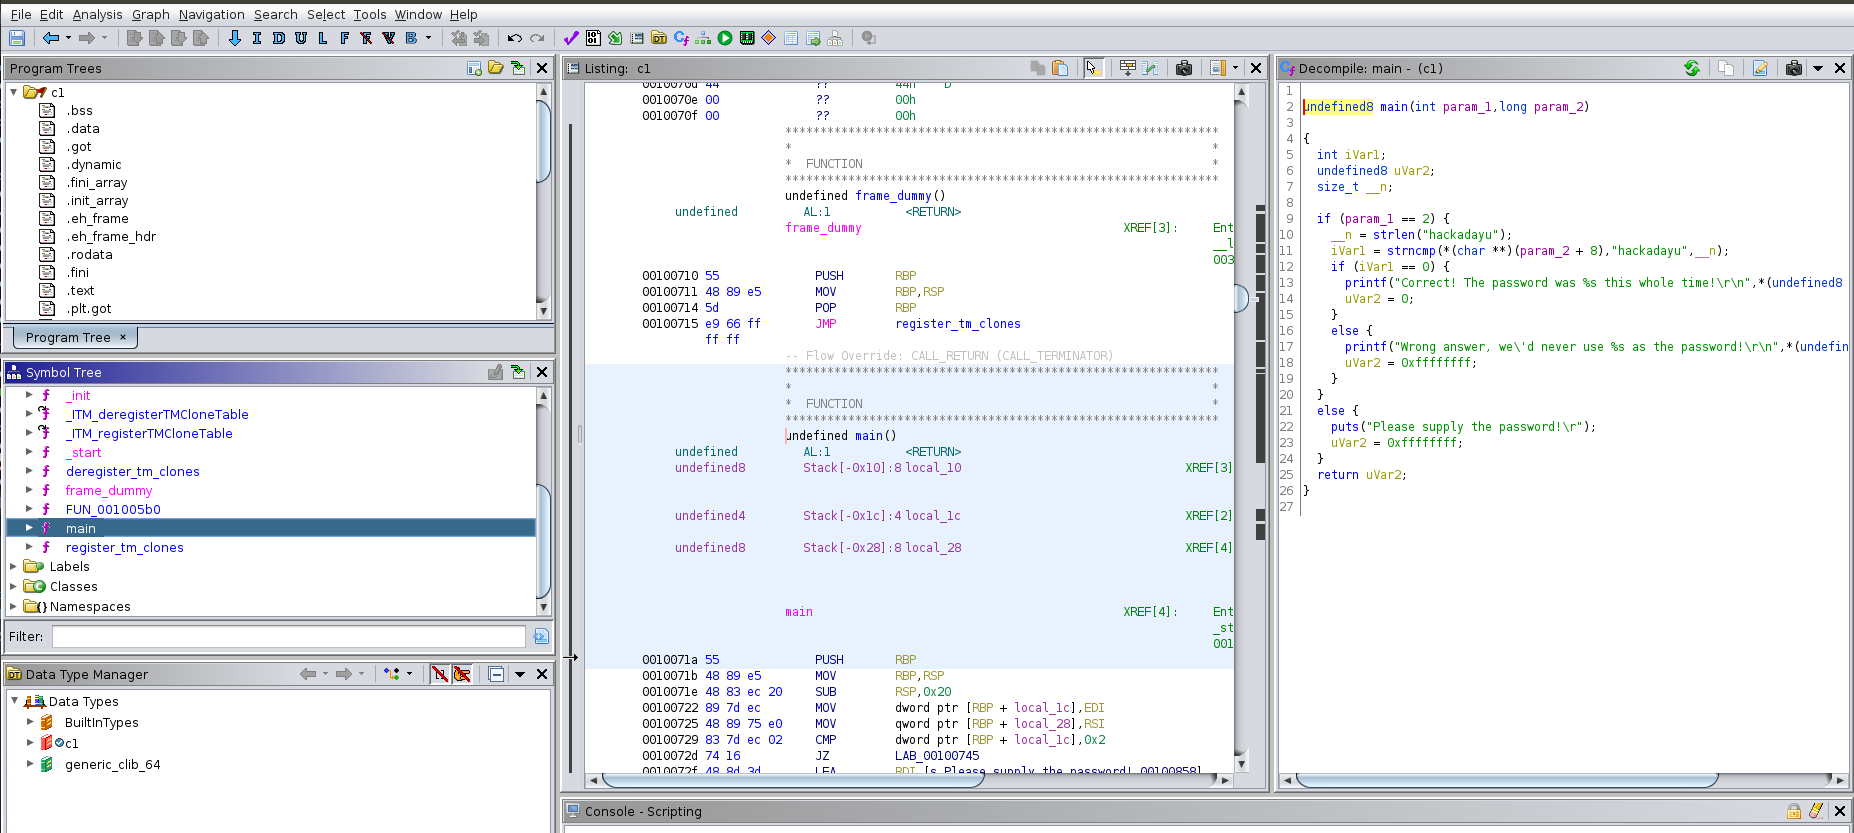 File Edit Analysis Graph Navigation Search Select Tools Window Help
I D U L F F V B
Program Trees
c1
.bss
.data
.got
.dynamic
.fini_array
.init_array
.eh_frame
.eh_frame_hdr
.rodata
.fini
.text
.plt.got
Program Tree ×
Symbol Tree
_init
_ITM_deregisterTMCloneTable
_ITM_registerTMCloneTable
_start
deregister_tm_clones
frame_dummy
FUN_001005b0
main
register_tm_clones
Labels
Classes
Namespaces
Filter:
Data Type Manager
Data Types
BuiltInTypes
c1
generic_clib_64
Listing: c1
0010070d 44 ?? 44h D
0010070e 00 ?? 00h
0010070f 00 ?? 00h
**************************************************************
* *
* FUNCTION *
**************************************************************
undefined frame_dummy()
undefined AL:1 <RETURN>
frame_dummy XREF[3]: Ent
__l
003
00100710 55 PUSH RBP
00100711 48 89 e5 MOV RBP,RSP
00100714 5d POP RBP
00100715 e9 66 ff JMP register_tm_clones
ff ff
-- Flow Override: CALL_RETURN (CALL_TERMINATOR)
**************************************************************
* *
* FUNCTION *
**************************************************************
undefined main()
undefined AL:1 <RETURN>
undefined8 Stack[-0x10]:8 local_10 XREF[3]
undefined4 Stack[-0x1c]:4 local_1c XREF[2]
undefined8 Stack[-0x28]:8 local_28 XREF[4]
main XREF[4]: Ent
_st
001
0010071a 55 PUSH RBP
0010071b 48 89 e5 MOV RBP,RSP
0010071e 48 83 ec 20 SUB RSP,0x20
00100722 89 7d ec MOV dword ptr [RBP + local_1c],EDI
00100725 48 89 75 e0 MOV qword ptr [RBP + local_28],RSI
00100729 83 7d ec 02 CMP dword ptr [RBP + local_1c],0x2
0010072d 74 16 JZ LAB_00100745
0010072f 48 8d 3d LEA RDI,[s_Please_supply_the_password!_00100858]
Decompile: main - (c1)
1
2 undefined8 main(int param_1,long param_2)
3
4 {
5 int iVar1;
6 undefined8 uVar2;
7 size_t __n;
8
9 if (param_1 == 2) {
10 __n = strlen("hackadayu");
11 iVar1 = strncmp(*(char **)(param_2 + 8),"hackadayu",__n);
12 if (iVar1 == 0) {
13 printf("Correct! The password was %s this whole time!\r\n",*(undefined8
14 uVar2 = 0;
15 }
16 else {
17 printf("Wrong answer, we\'d never use %s as the password!\r\n",*(undefin
18 uVar2 = 0xffffffff;
19 }
20 }
21 else {
22 puts("Please supply the password!\r");
23 uVar2 = 0xffffffff;
24 }
25 return uVar2;
26 }
27
Console - Scripting